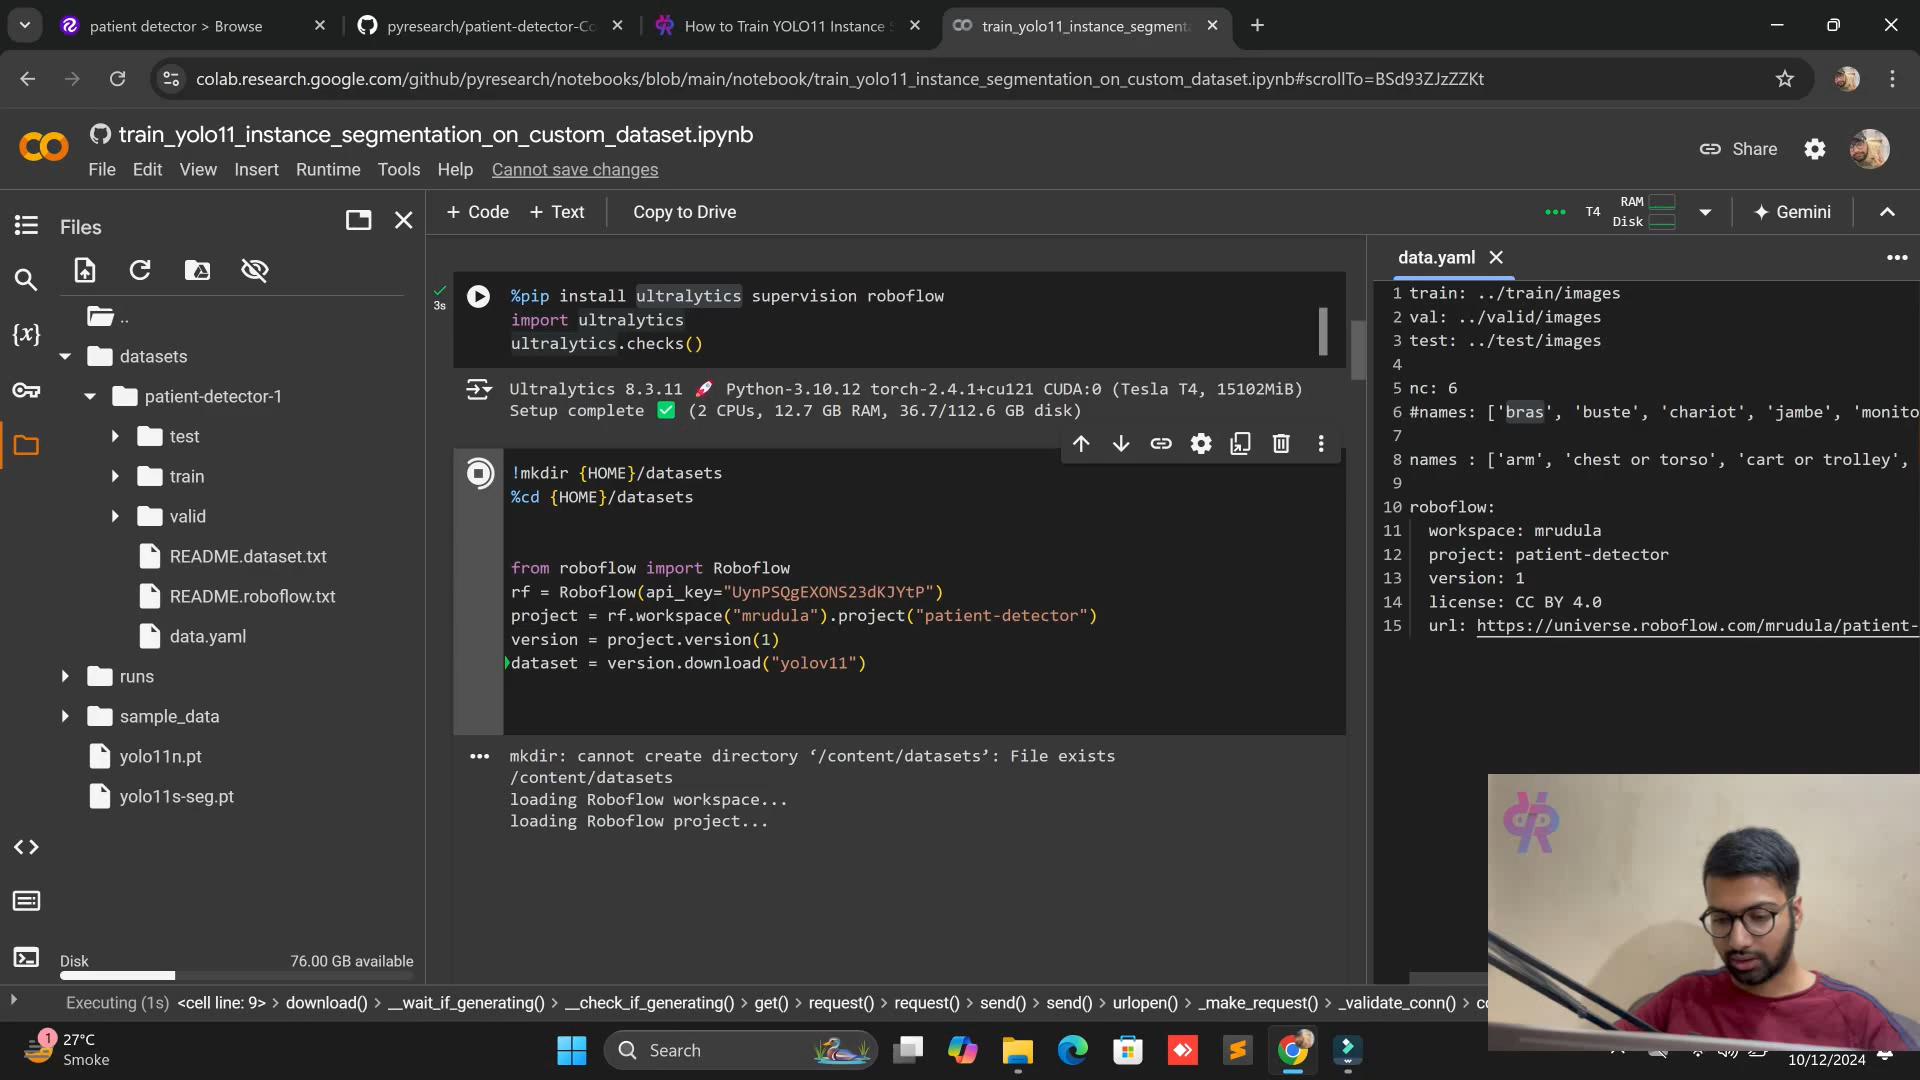 patient detector > Browse
pyresearch/patient-detector-Co
How to Train YOLO11 Instance S
train_yolo11_instance_segment
colab.research.google.com/github/pyresearch/notebooks/blob/main/notebook/train_yolo11_instance_segmentation_on_custom_dataset.ipynb#scrollTo=BSd93ZJzZZKt
train_yolo11_instance_segmentation_on_custom_dataset.ipynb
Share
File Edit View Insert Runtime Tools Help Cannot save changes
Files
+ Code + Text Copy to Drive
T4 RAM
Disk
Gemini
..
datasets
patient-detector-1
test
train
valid
README.dataset.txt
README.roboflow.txt
data.yaml
runs
sample_data
yolo11n.pt
yolo11s-seg.pt
Disk 76.00 GB available
3s
%pip install ultralytics supervision roboflow
import ultralytics
ultralytics.checks()
Ultralytics 8.3.11 🚀 Python-3.10.12 torch-2.4.1+cu121 CUDA:0 (Tesla T4, 15102MiB)
Setup complete ✅ (2 CPUs, 12.7 GB RAM, 36.7/112.6 GB disk)
!mkdir {HOME}/datasets
%cd {HOME}/datasets
from roboflow import Roboflow
rf = Roboflow(api_key="UynPSQgEXONS23dKJYtP")
project = rf.workspace("mrudula").project("patient-detector")
version = project.version(1)
dataset = version.download("yolov11")
mkdir: cannot create directory ‘/content/datasets’: File exists
/content/datasets
loading Roboflow workspace...
loading Roboflow project...
data.yaml
1 train: ../train/images
2 val: ../valid/images
3 test: ../test/images
4
5 nc: 6
6 #names: ['bras', 'buste', 'chariot', 'jambe', 'monito
7
8 names : ['arm', 'chest or torso', 'cart or trolley',
9
10 roboflow:
11 workspace: mrudula
12 project: patient-detector
13 version: 1
14 license: CC BY 4.0
15 url: https://universe.roboflow.com/mrudula/patient-
Executing (1s) <cell line: 9> > download() > __wait_if_generating() > __check_if_generating() > get() > request() > request() > send() > send() > urlopen() > _make_request() > _validate_conn() > co
1
27°C
Smoke
Search
10/12/2024